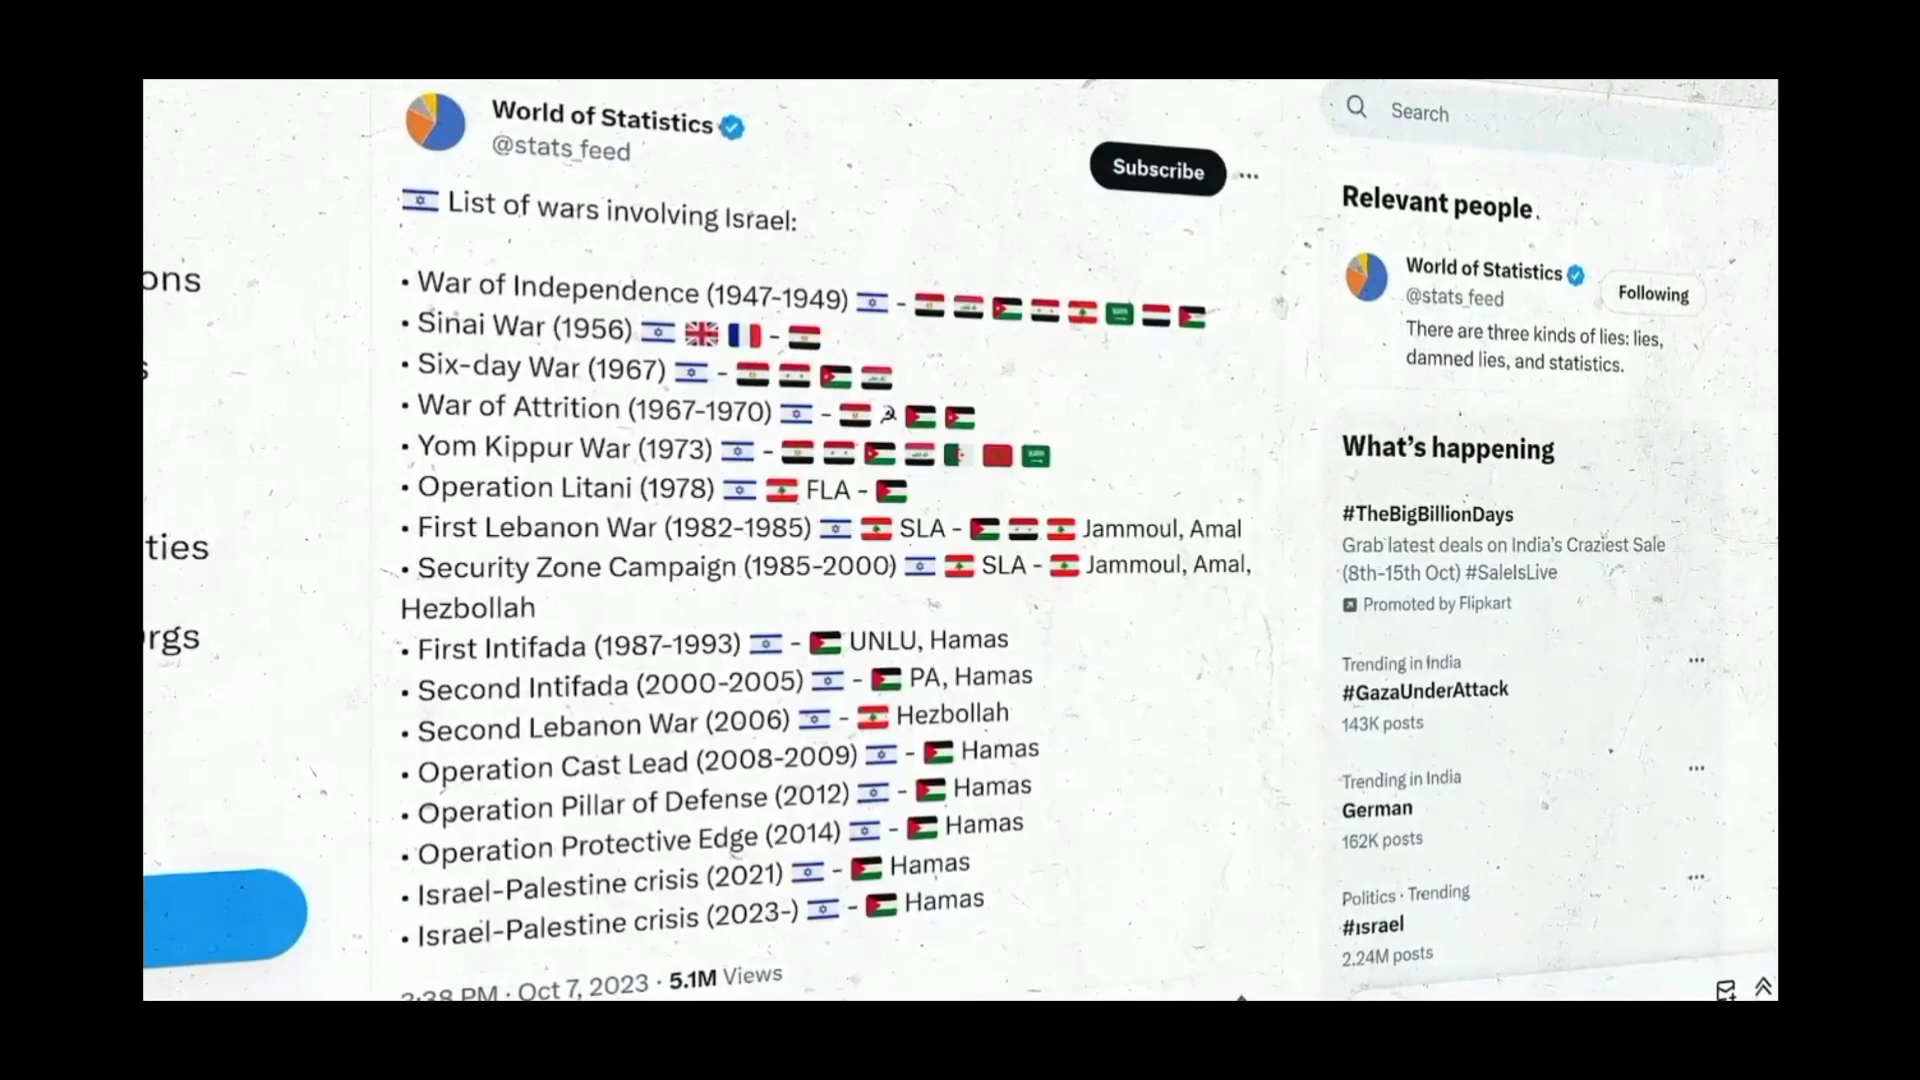 World of Statistics
@stats_feed
Subscribe
List of wars involving Israel:
• War of Independence (1947-1949) -
• Sinai War (1956) -
• Six-day War (1967) -
• War of Attrition (1967-1970) -
• Yom Kippur War (1973) -
• Operation Litani (1978) FLA -
• First Lebanon War (1982-1985) SLA - Jammoul, Amal
• Security Zone Campaign (1985-2000) SLA - Jammoul, Amal,
Hezbollah
• First Intifada (1987-1993) - UNLU, Hamas
• Second Intifada (2000-2005) - PA, Hamas
• Second Lebanon War (2006) - Hezbollah
• Operation Cast Lead (2008-2009) - Hamas
• Operation Pillar of Defense (2012) - Hamas
• Operation Protective Edge (2014) - Hamas
• Israel-Palestine crisis (2021) - Hamas
• Israel-Palestine crisis (2023-) - Hamas
PM · Oct 7, 2023 · 5.1M Views
ons
s
ties
rgs
Search
Relevant people
World of Statistics
@stats_feed
Following
There are three kinds of lies: lies,
damned lies, and statistics.
What's happening
#TheBigBillionDays
Grab latest deals on India's Craziest Sale
(8th-15th Oct) #SaleIsLive
Promoted by Flipkart
Trending in India
#GazaUnderAttack
143K posts
Trending in India
German
162K posts
Politics · Trending
#israel
2.24M posts